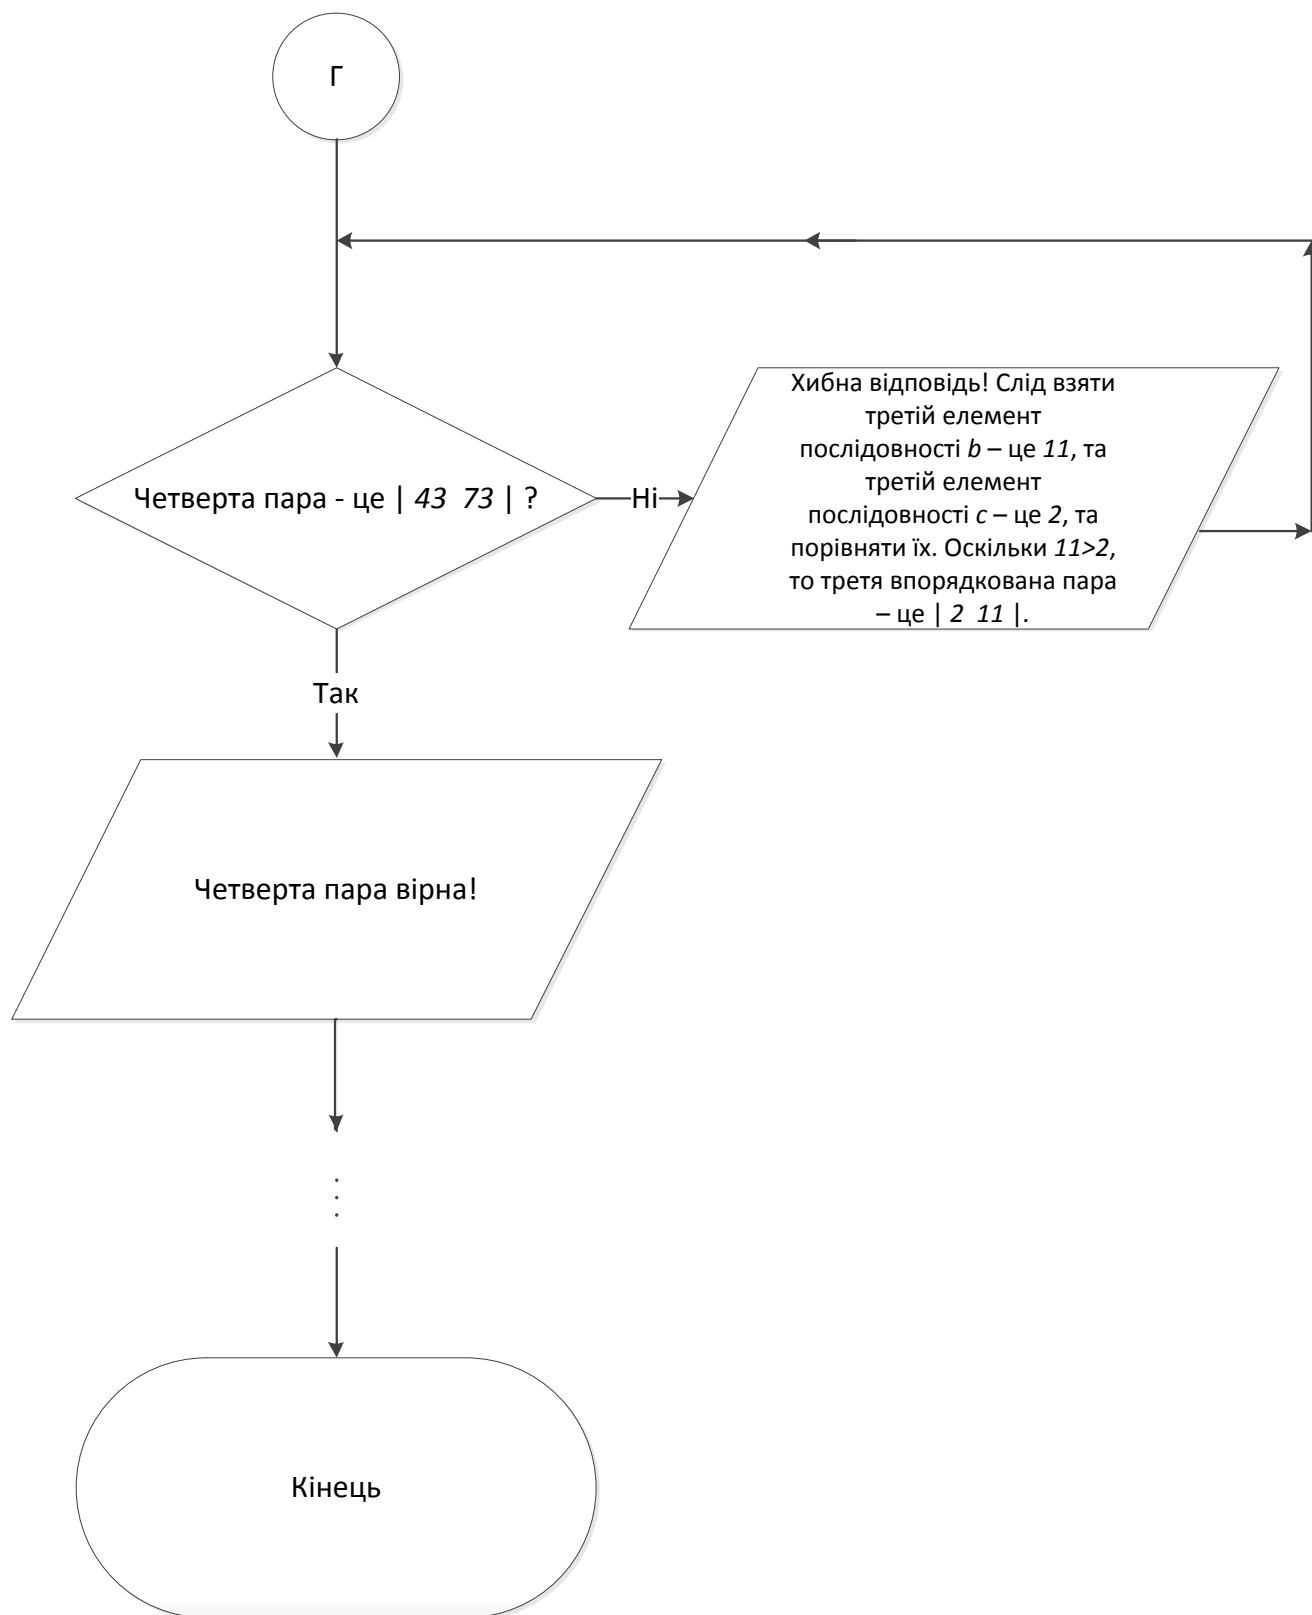 Г
Четверта пара - це | 43 73 | ?
Ні
Хибна відповідь! Слід взяти
третій елемент
послідовності b – це 11, та
третій елемент
послідовності c – це 2, та
порівняти їх. Оскільки 11>2,
то третя впорядкована пара
– це | 2 11 |.
Так
Четверта пара вірна!
. . .
Кінець